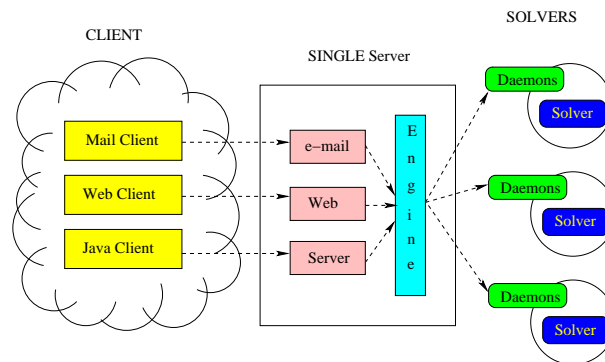 CLIENT
SINGLE Server
SOLVERS
Mail Client
Web Client
Java Client
e-mail
Web
Server
E
n
g
i
n
e
Daemons
Solver
Daemons
Solver
Daemons
Solver